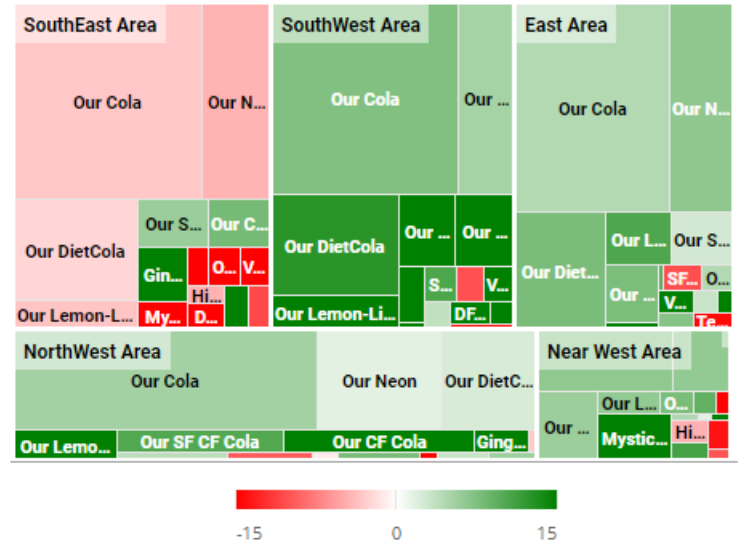 SouthEast Area
Our Cola
Our N...
Our DietCola
Our S...
Our C...
Gin...
O...
V...
Hi...
Our Lemon-L...
My...
D...
SouthWest Area
Our Cola
Our ...
Our DietCola
Our ...
Our ...
S...
V...
Our Lemon-Li...
DF...
East Area
Our Cola
Our N...
Our Diet...
Our L...
Our S...
Our ...
SF...
O...
V...
Te...
NorthWest Area
Our Cola
Our Neon
Our DietC...
Our Lemo...
Our SF CF Cola
Our CF Cola
Ging...
Near West Area
Our ...
Our L...
O...
Mystic...
Hi...
-15
0
15